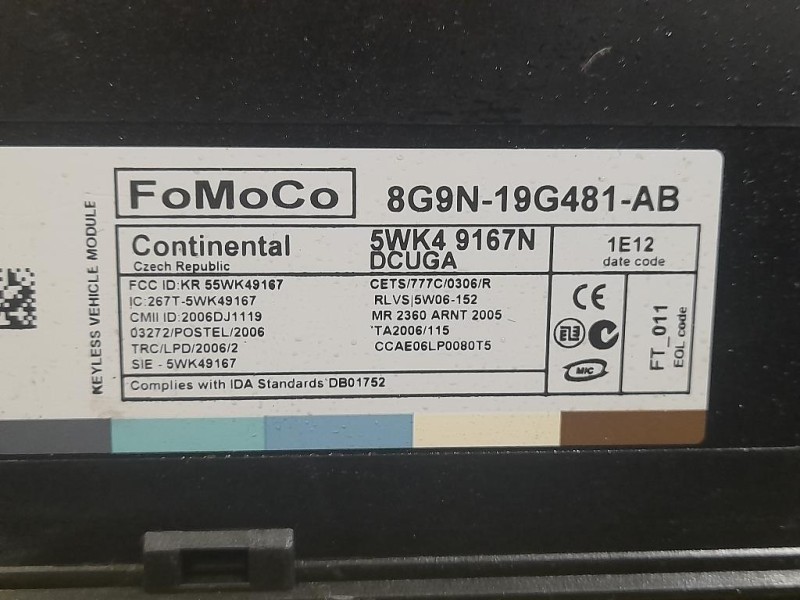 KEYLESS VEHICLE MODULE
FoMoCo
8G9N-19G481-AB
Continental
Czech Republic
5WK4 9167N
DCUGA
1E12
date code
FCC ID:KR 55WK49167
IC:267T-5WK49167
CMII ID:2006DJ1119
03272/POSTEL/2006
TRC/LPD/2006/2
SIE - 5WK49167
CETS/777C/0306/R
RLVS|5W06-152
MR 2360 ARNT 2005
TA2006/115
CCAE06LP0080T5
Complies with IDA Standards DB01752
CE
MIC
FT_011
EOL code